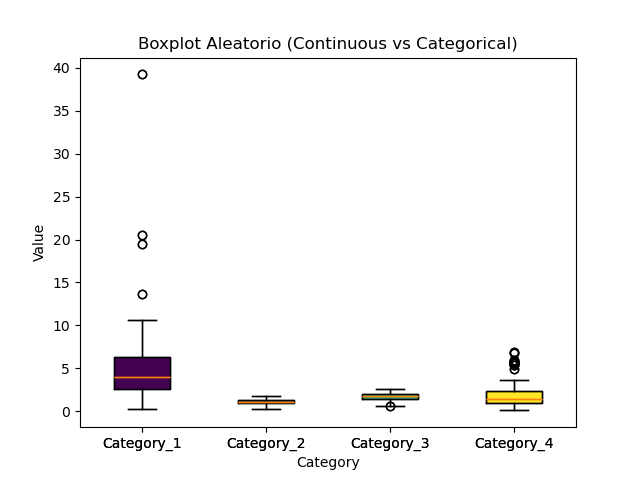 Boxplot Aleatorio (Continuous vs Categorical)
Value
40
35
30
25
20
15
10
5
0
Category_1 Category_2 Category_3 Category_4
Category